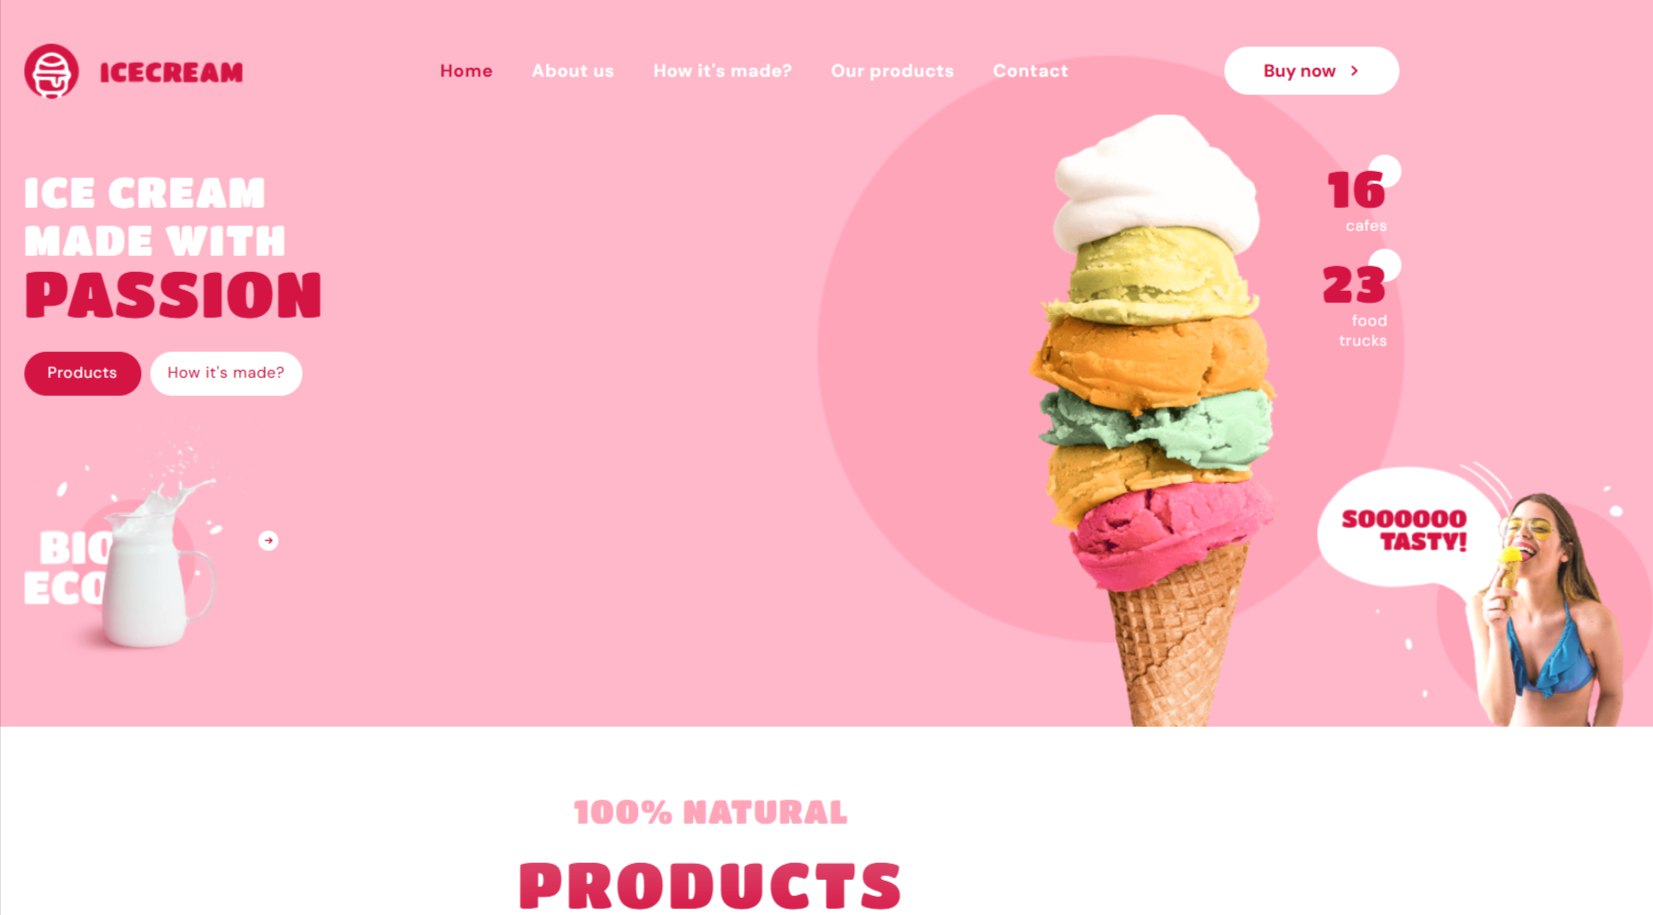 ICECREAM
Home
About us
How it's made?
Our products
Contact
Buy now
ICE CREAM
MADE WITH
PASSION
Products
How it's made?
16
cafes
23
food
trucks
BIO
ECO
SOOOOOO
TASTY!
100% NATURAL
PRODUCTS